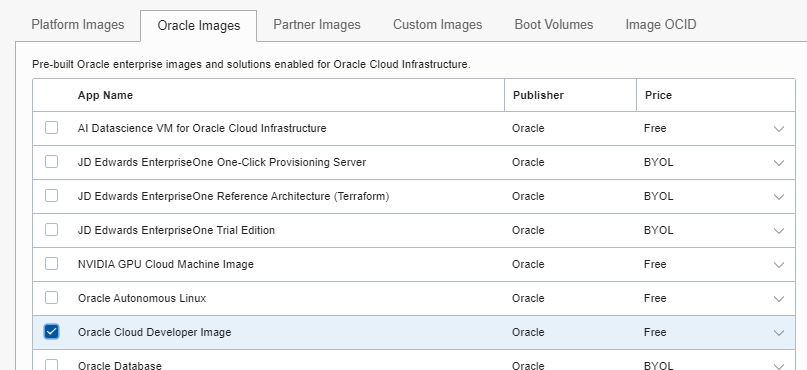 Platform Images Oracle Images Partner Images Custom Images Boot Volumes Image OCID
Pre-built Oracle enterprise images and solutions enabled for Oracle Cloud Infrastructure.
App Name Publisher Price
AI Datascience VM for Oracle Cloud Infrastructure Oracle Free
JD Edwards EnterpriseOne One-Click Provisioning Server Oracle BYOL
JD Edwards EnterpriseOne Reference Architecture (Terraform) Oracle BYOL
JD Edwards EnterpriseOne Trial Edition Oracle BYOL
NVIDIA GPU Cloud Machine Image Oracle Free
Oracle Autonomous Linux Oracle Free
Oracle Cloud Developer Image Oracle Free
Oracle Database Oracle BYOL